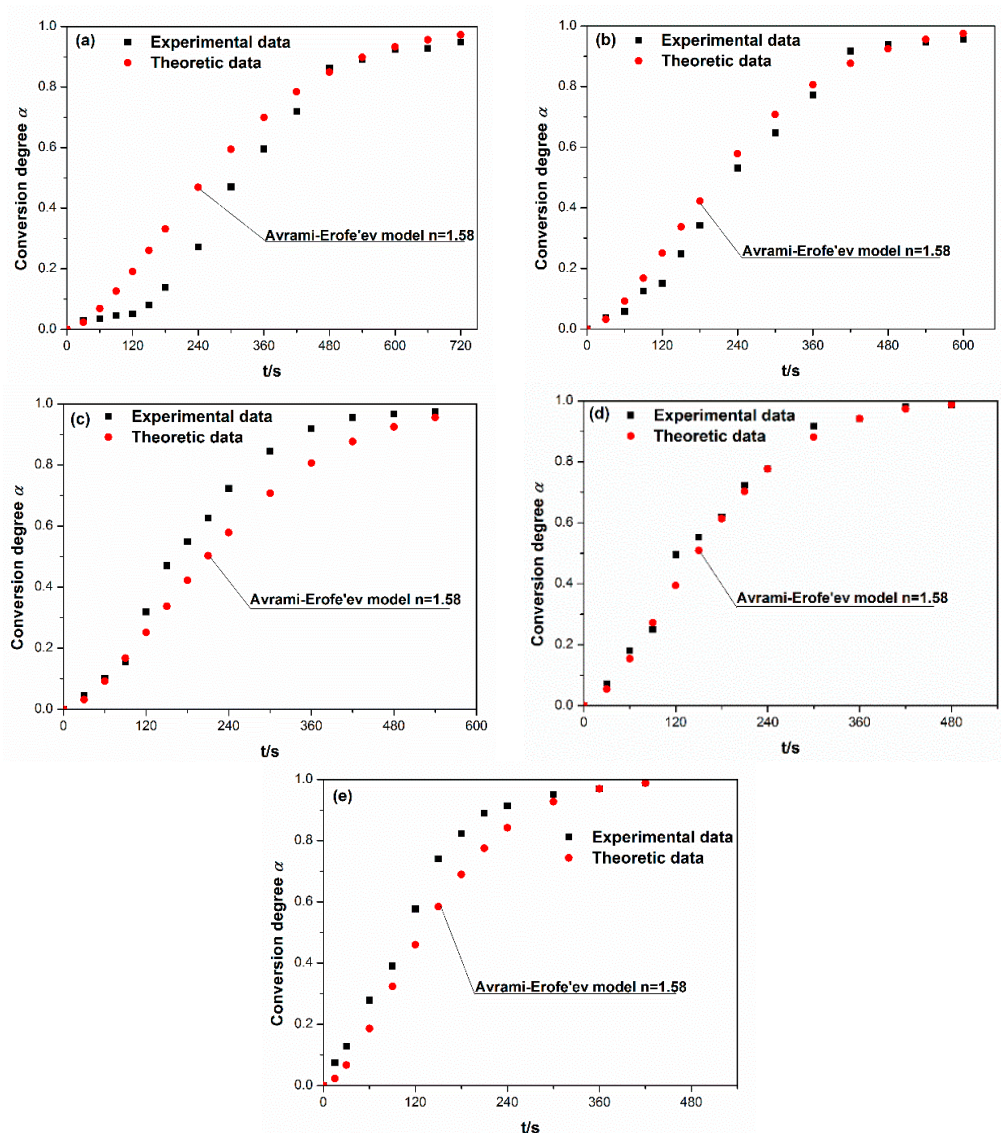 (a)
Experimental data
Theoretic data
Conversion degree α
1.0
0.8
0.6
0.4
0.2
0.0
Avrami-Erofe'ev model n=1.58
0 120 240 360 480 600 720
t/s
(b)
Experimental data
Theoretic data
Conversion degree α
1.0
0.8
0.6
0.4
0.2
0.0
Avrami-Erofe'ev model n=1.58
0 120 240 360 480 600
t/s
(c)
Experimental data
Theoretic data
Conversion degree α
1.0
0.8
0.6
0.4
0.2
0.0
Avrami-Erofe'ev model n=1.58
0 120 240 360 480 600
t/s
(d)
Experimental data
Theoretic data
Conversion degree α
1.0
0.8
0.6
0.4
0.2
0.0
Avrami-Erofe'ev model n=1.58
0 120 240 360 480
t/s
(e)
Experimental data
Theoretic data
Conversion degree α
1.0
0.8
0.6
0.4
0.2
0.0
Avrami-Erofe'ev model n=1.58
0 120 240 360 480
t/s